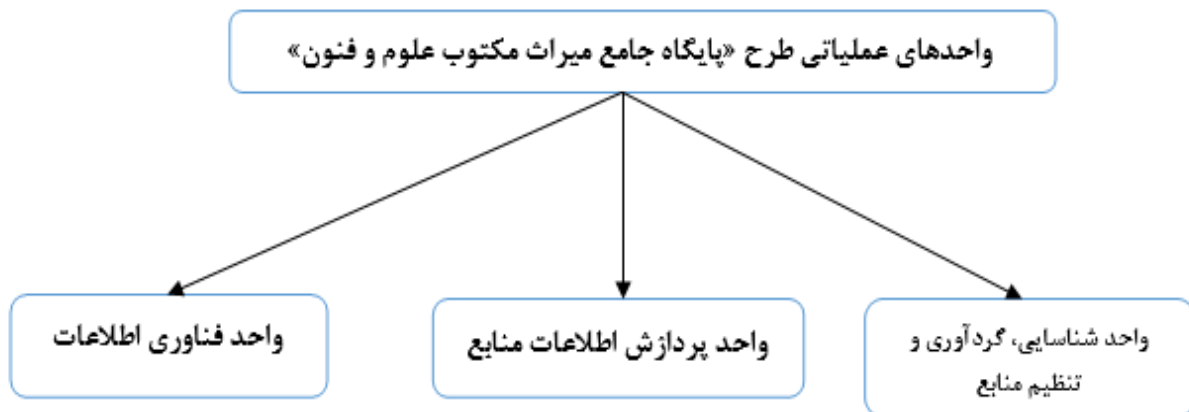 واحدهای عملیاتی طرح «پایگاه جامع میراث مکتوب علوم و فنون»
واحد شناسایی، گردآوری و
تنظیم منابع
واحد پردازش اطلاعات منابع
واحد فناوری اطلاعات